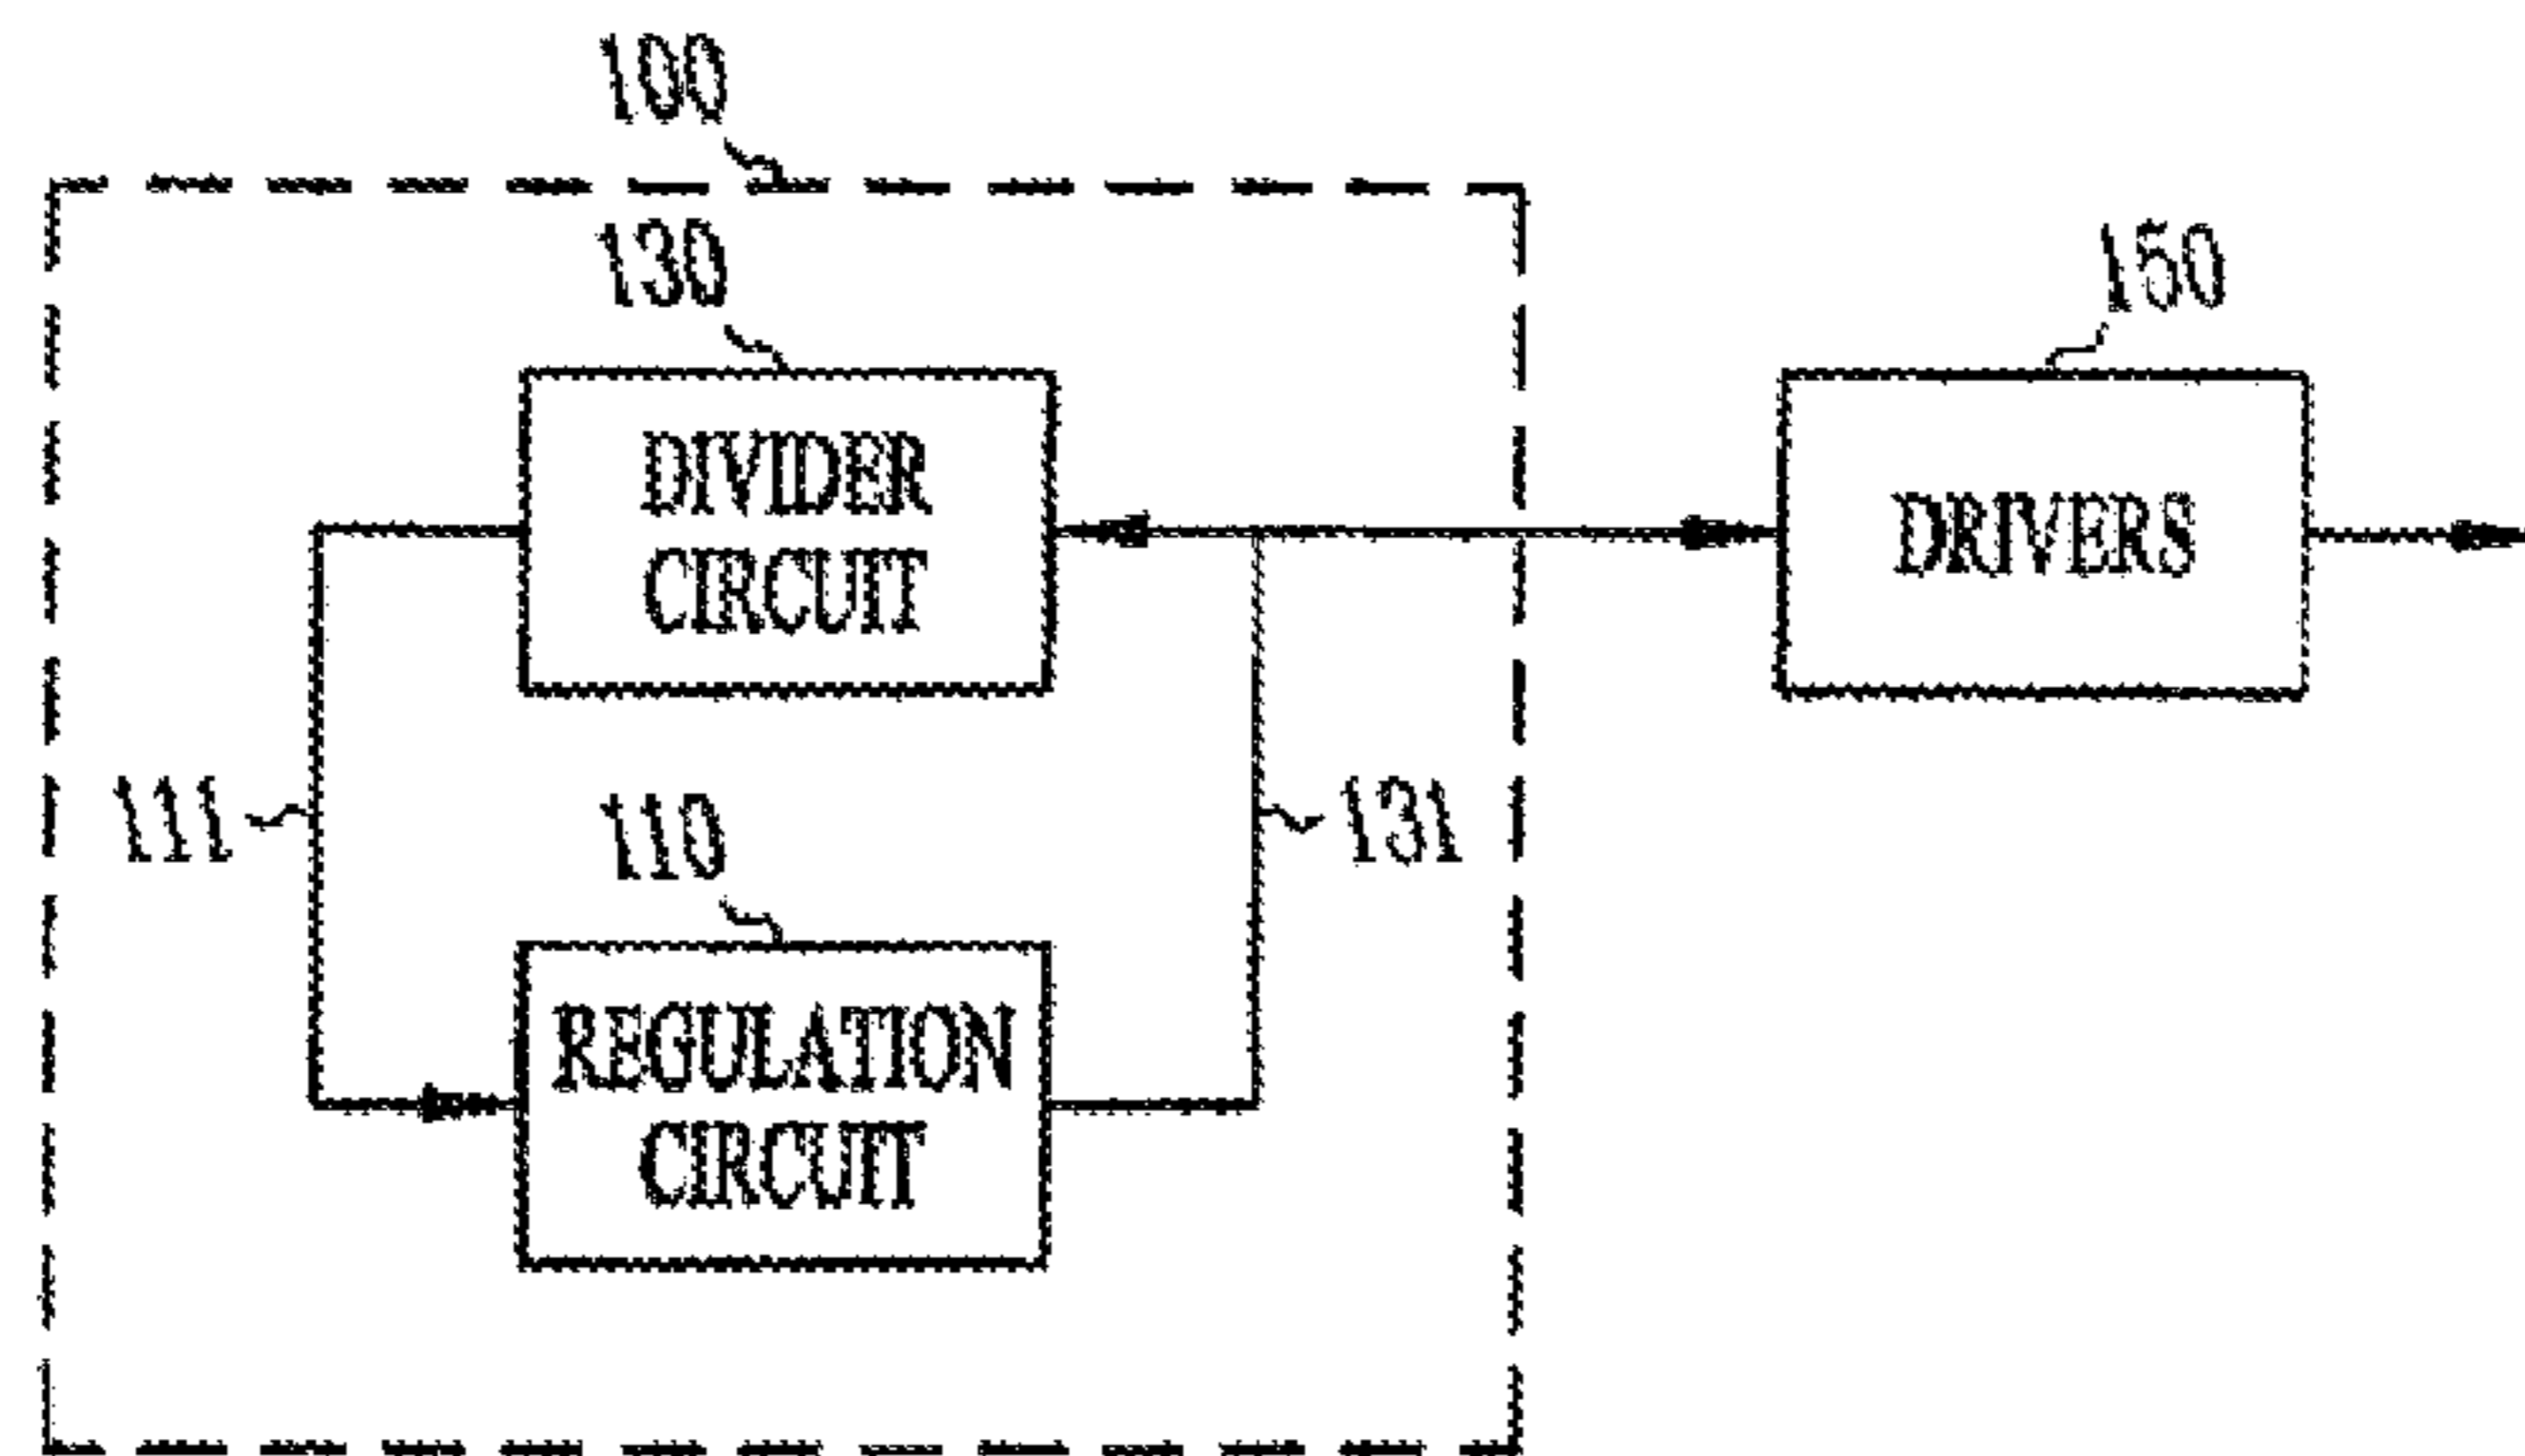 100
130
150
DIVIDER
CIRCUIT
DRIVERS
111
110
131
REGULATION
CIRCUIT